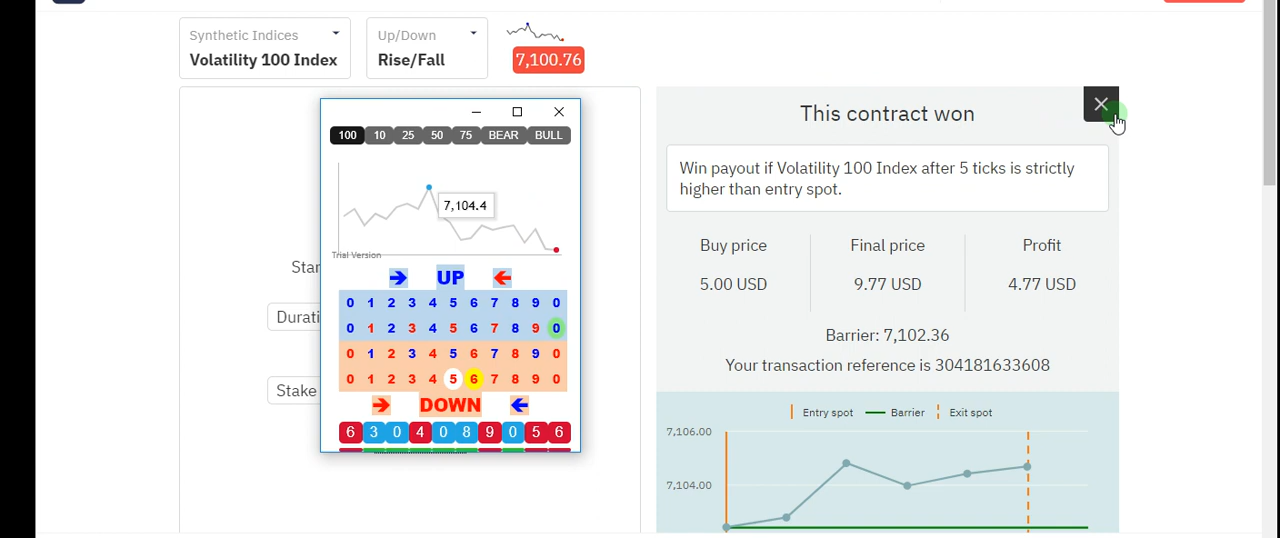 Synthetic Indices
Volatility 100 Index
Up/Down
Rise/Fall
7,100.76
100 10 25 50 75 BEAR BULL
7,104.4
Trial Version
➔ UP 🡰
0 1 2 3 4 5 6 7 8 9 0
0 1 2 3 4 5 6 7 8 9 0
0 1 2 3 4 5 6 7 8 9 0
0 1 2 3 4 5 6 7 8 9 0
➔ DOWN 🡰
6 3 0 4 0 8 9 0 5 6
Star
Durati
Stake
This contract won
Win payout if Volatility 100 Index after 5 ticks is strictly
higher than entry spot.
Buy price Final price Profit
5.00 USD 9.77 USD 4.77 USD
Barrier: 7,102.36
Your transaction reference is 304181633608
Entry spot Barrier Exit spot
7,106.00
7,104.00